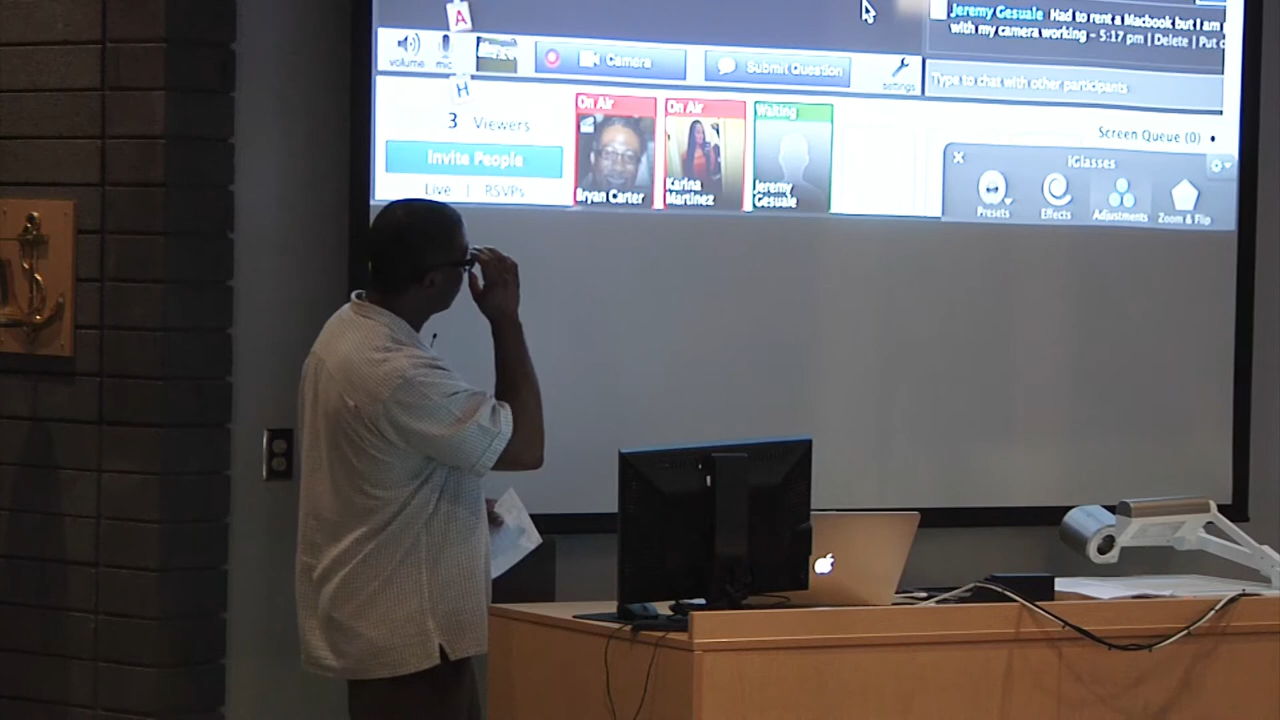 A
Jeremy Gesuale Had to rent a Macbook but I am
with my camera working – 5:17 pm | Delete | Put
volume
mic
Camera
Submit Question
settings
Type to chat with other participants
H
3 Viewers
Invite People
Live | RSVPs
On Air
Bryan Carter
On Air
Karina
Martinez
Waiting
Jeremy
Gesuale
Screen Queue (0)
iGlasses
Presets
Effects
Adjustments
Zoom & Flip